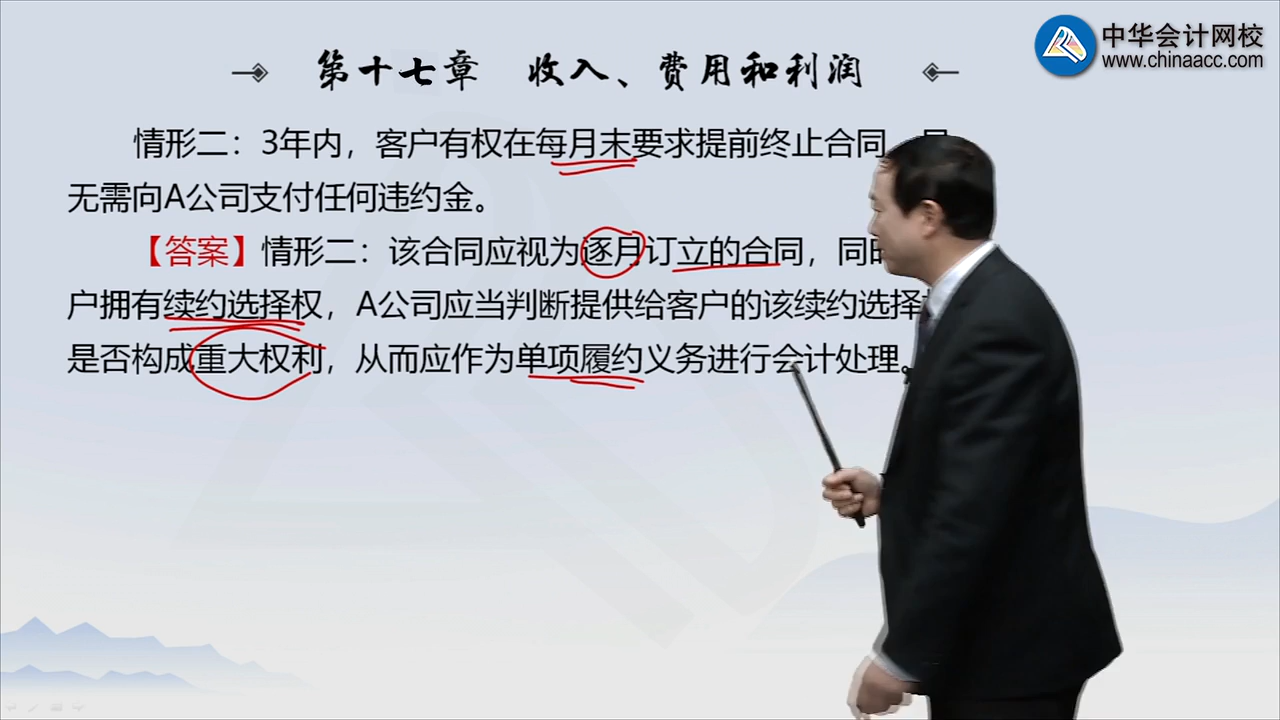 中华会计网校
www.chinaacc.com
第十七章 收入、费用和利润
情形二：3年内，客户有权在每月末要求提前终止合同，且
无需向A公司支付任何违约金。
【答案】情形二：该合同应视为逐月订立的合同，同时
户拥有续约选择权，A公司应当判断提供给客户的该续约选择
是否构成重大权利，从而应作为单项履约义务进行会计处理。